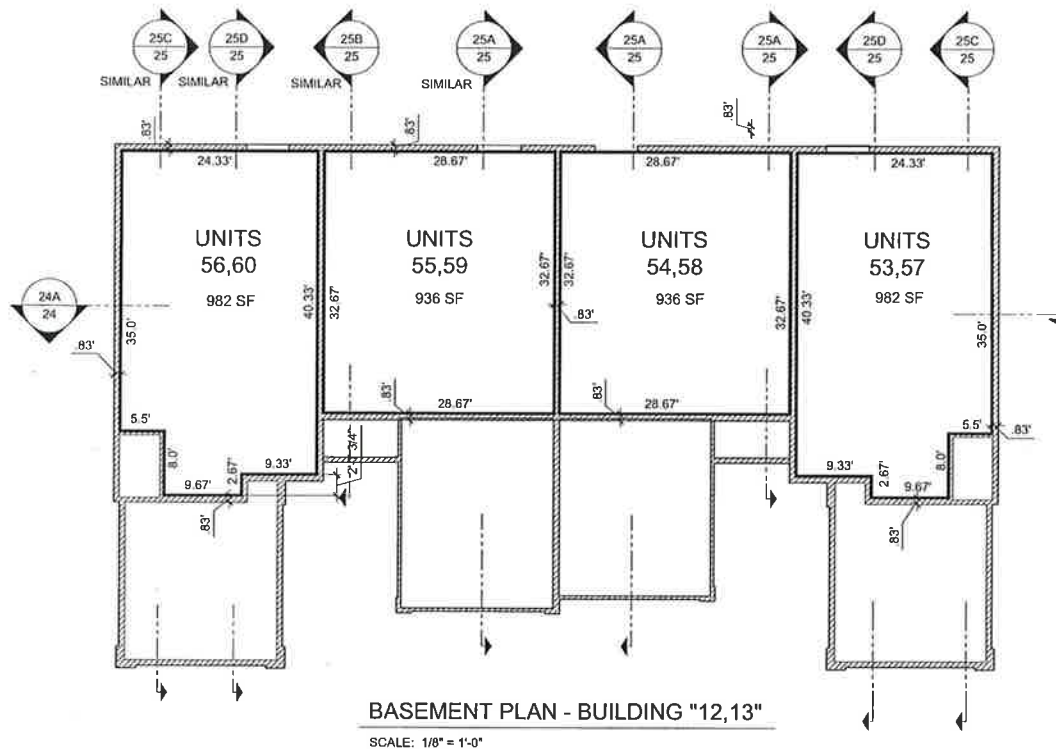 25C
25
25D
25
25B
25
25A
25
25A
25
25A
25
25D
25
25C
25
SIMILAR
SIMILAR
SIMILAR
SIMILAR
.83'
.83'
.83'
24.33'
28.67'
28.67'
24.33'
UNITS
56,60
982 SF
UNITS
55,59
936 SF
UNITS
54,58
936 SF
UNITS
53,57
982 SF
24A
24
35.0'
40.33'
32.67'
32.67'
32.67'
32.67'
40.33'
35.0'
.83'
.83'
.83'
.83'
.83'
28.67'
28.67'
5.5'
8.0'
9.67'
2.67'
9.33'
9.33'
2.67'
9.67'
8.0'
5.5'
.83'
.83'
BASEMENT PLAN - BUILDING "12,13"
SCALE: 1/8" = 1'-0"